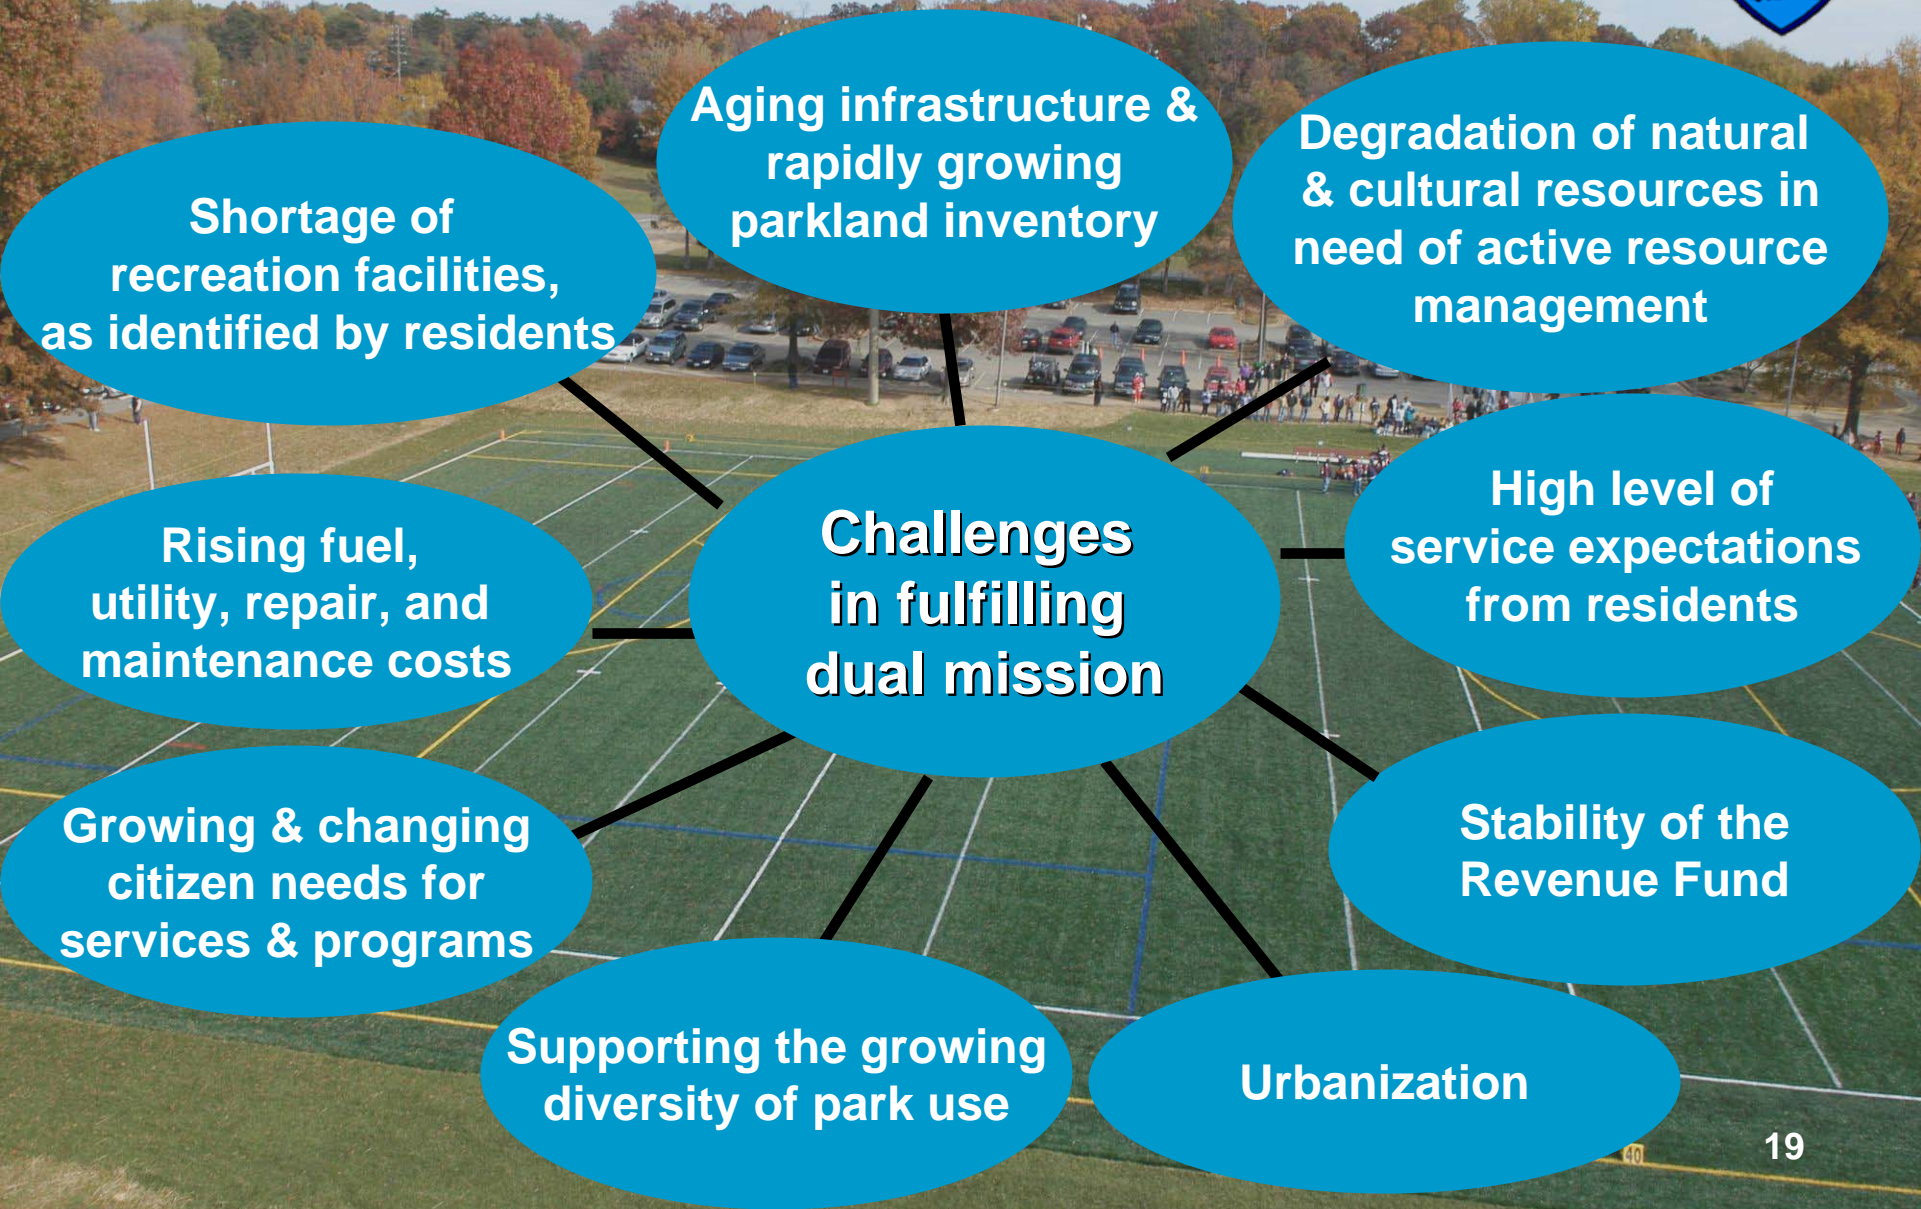 Aging infrastructure &
rapidly growing
parkland inventory
Degradation of natural
& cultural resources in
need of active resource
management
Shortage of
recreation facilities,
as identified by residents
High level of
service expectations
from residents
Challenges
in fulfilling
dual mission
Rising fuel,
utility, repair, and
maintenance costs
Stability of the
Revenue Fund
Growing & changing
citizen needs for
services & programs
Supporting the growing
diversity of park use
Urbanization
19
40